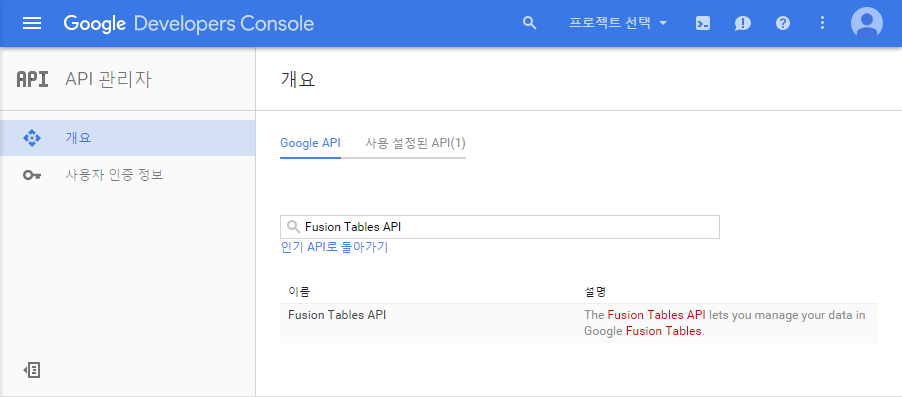 Google Developers Console
프로젝트 선택
API API 관리자
개요
개요
사용자 인증 정보
Google API 사용 설정된 API(1)
Fusion Tables API
인기 API로 돌아가기
이름 설명
Fusion Tables API The Fusion Tables API lets you manage your data in
Google Fusion Tables.